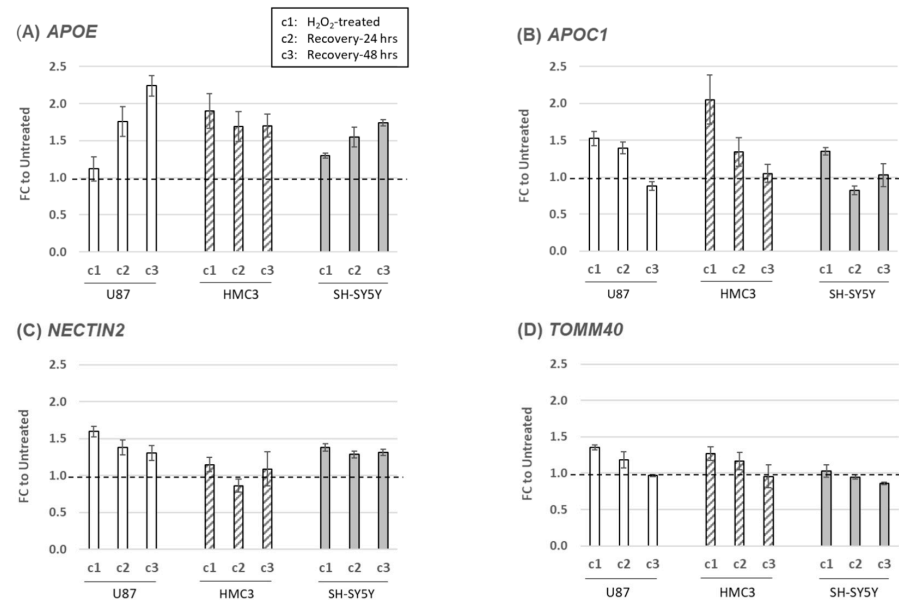 (A) APOE
c1: H₂O₂-treated
c2: Recovery-24 hrs
c3: Recovery-48 hrs
FC to Untreated
2.5
2.0
1.5
1.0
0.5
0.0
c1 c2 c3 c1 c2 c3 c1 c2 c3
U87 HMC3 SH-SY5Y
(B) APOC1
FC to Untreated
2.5
2.0
1.5
1.0
0.5
0.0
c1 c2 c3 c1 c2 c3 c1 c2 c3
U87 HMC3 SH-SY5Y
(C) NECTIN2
FC to Untreated
2.5
2.0
1.5
1.0
0.5
0.0
c1 c2 c3 c1 c2 c3 c1 c2 c3
U87 HMC3 SH-SY5Y
(D) TOMM40
FC to Untreated
2.5
2.0
1.5
1.0
0.5
0.0
c1 c2 c3 c1 c2 c3 c1 c2 c3
U87 HMC3 SH-SY5Y